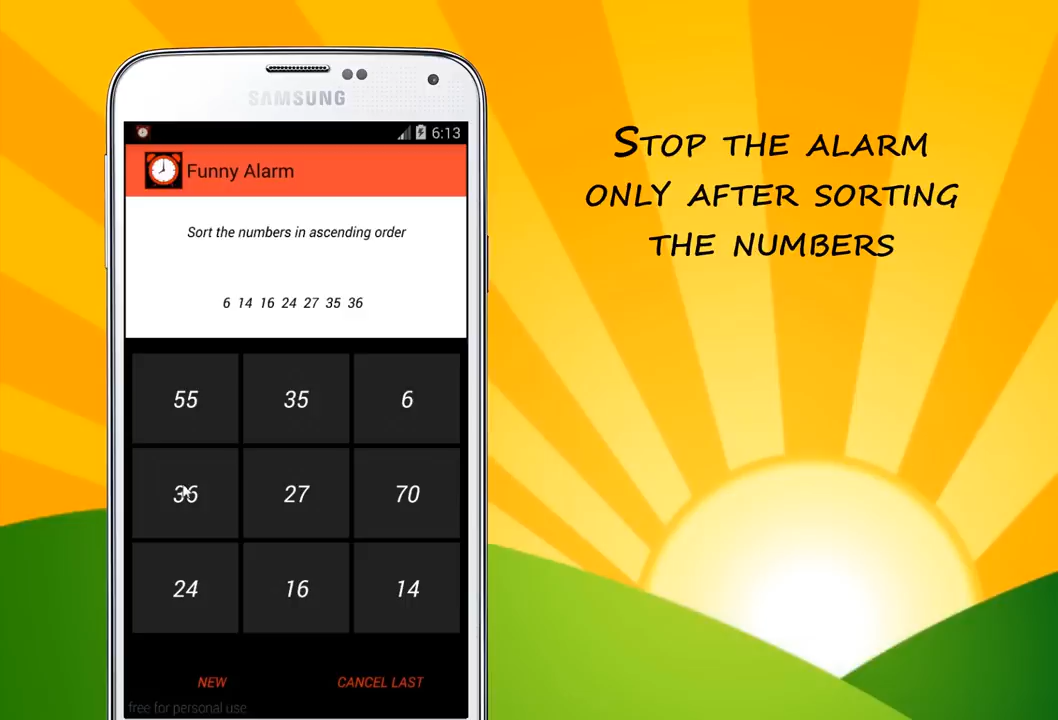 SAMSUNG
6:13
Funny Alarm
Sort the numbers in ascending order
6 14 16 24 27 35 36
55 35 6
36 27 70
24 16 14
NEW CANCEL LAST
free for personal use
STOP THE ALARM
ONLY AFTER SORTING
THE NUMBERS